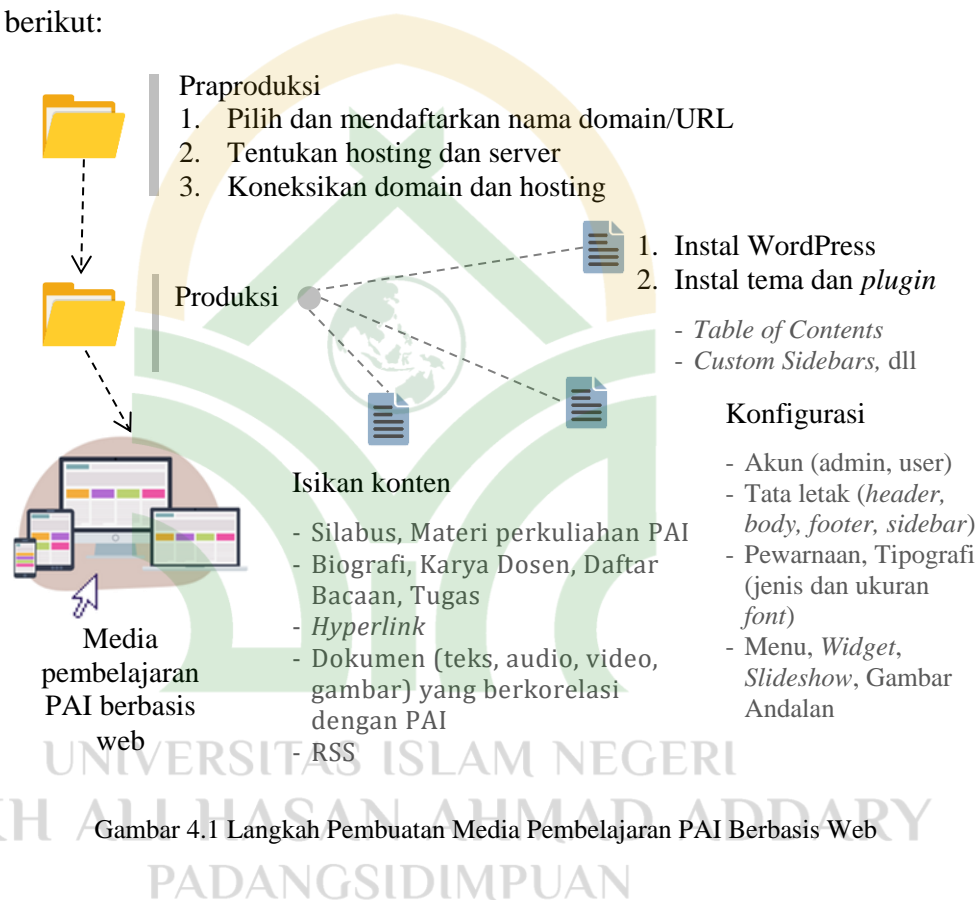 berikut:
Praproduksi
1. Pilih dan mendaftarkan nama domain/URL
2. Tentukan hosting dan server
3. Koneksikan domain dan hosting
Produksi
1. Instal WordPress
2. Instal tema dan plugin
- Table of Contents
- Custom Sidebars, dll
Konfigurasi
- Akun (admin, user)
- Tata letak (header,
body, footer, sidebar)
- Pewarnaan, Tipografi
(jenis dan ukuran
font)
- Menu, Widget,
Slideshow, Gambar
Andalan
Isikan konten
- Silabus, Materi perkuliahan PAI
- Biografi, Karya Dosen, Daftar
Bacaan, Tugas
- Hyperlink
- Dokumen (teks, audio, video,
gambar) yang berkorelasi
dengan PAI
- RSS
Media
pembelajaran
PAI berbasis
web
UNIVERSITAS ISLAM NEGERI
KH ALI HASAN AHMAD ADDARY
Gambar 4.1 Langkah Pembuatan Media Pembelajaran PAI Berbasis Web
PADANGSIDIMPUAN